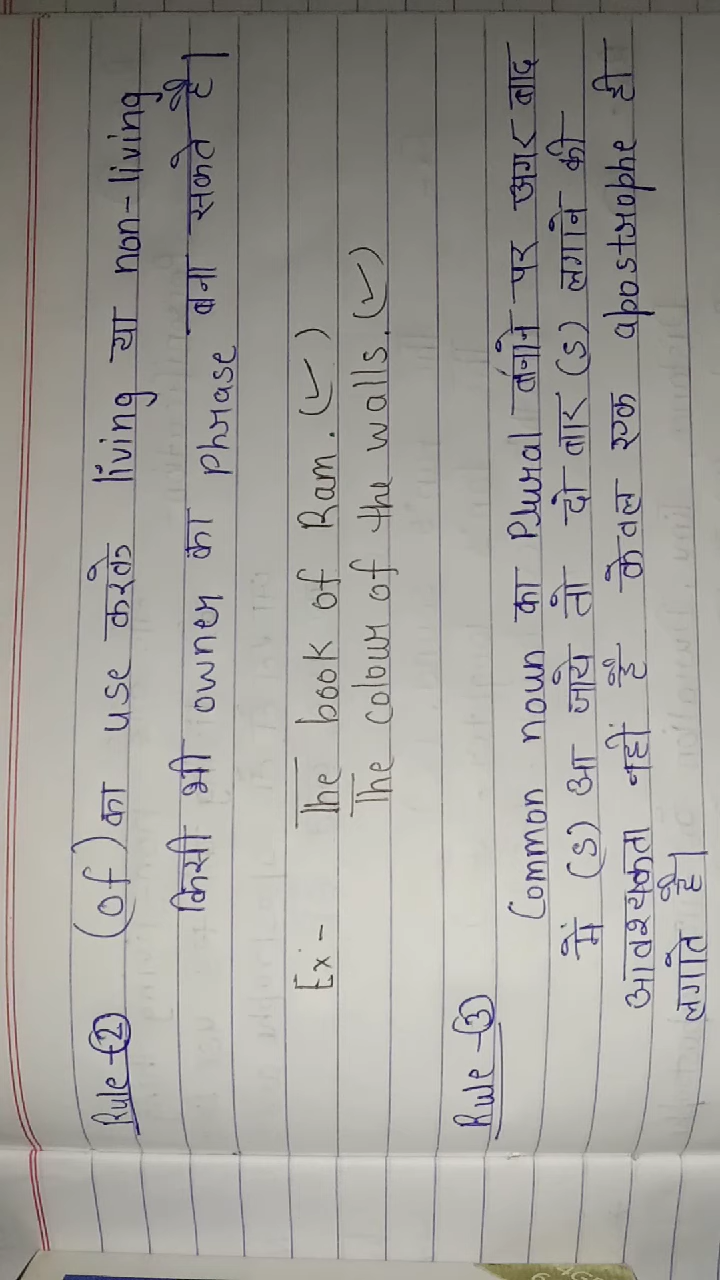 Rule -② (of) का use करके living या non-living
किसी भी owner का Phrase बना सकते है।
Ex:- The book of Ram. (✓)
The colour of the walls. (✓)
Rule -③
Common noun का Plural बनाने पर अगर बाद
में (s) आ जाये तो दो बार (s) लगाने की
आवश्यकता नहीं है केवल एक apostrophe ही
लगाते है।